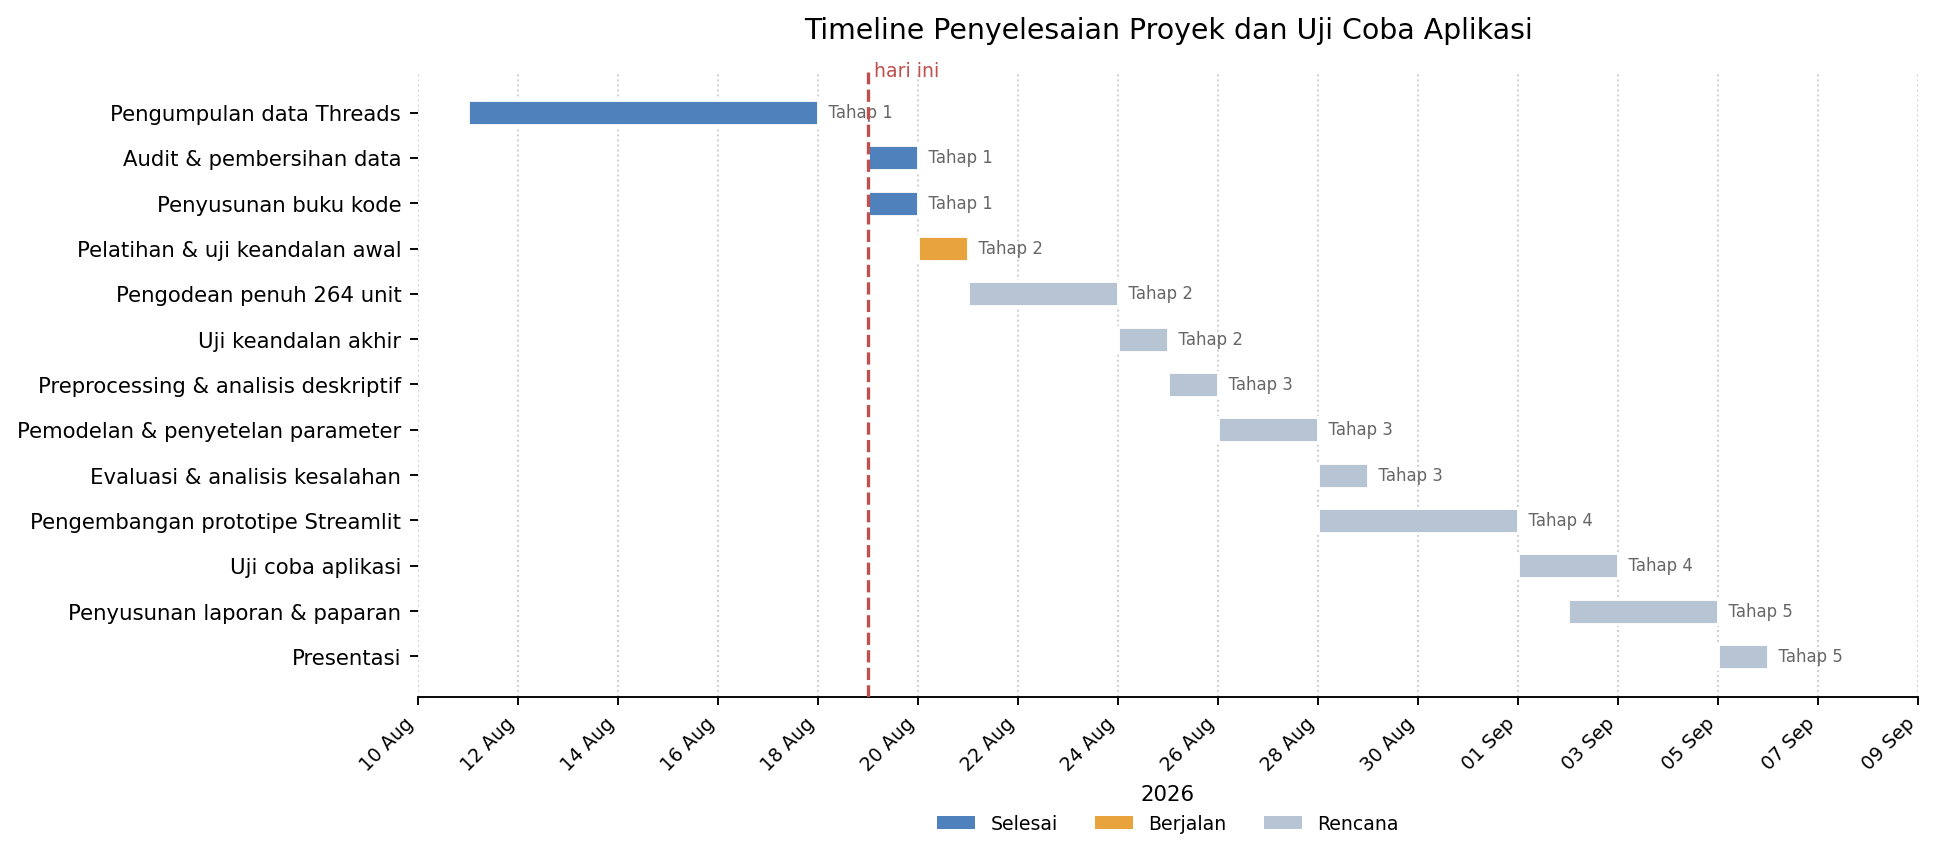 Timeline Penyelesaian Proyek dan Uji Coba Aplikasi
hari ini
Pengumpulan data Threads
Tahap 1
Audit & pembersihan data
Tahap 1
Penyusunan buku kode
Tahap 1
Pelatihan & uji keandalan awal
Tahap 2
Pengodean penuh 264 unit
Tahap 2
Uji keandalan akhir
Tahap 2
Preprocessing & analisis deskriptif
Tahap 3
Pemodelan & penyetelan parameter
Tahap 3
Evaluasi & analisis kesalahan
Tahap 3
Pengembangan prototipe Streamlit
Tahap 4
Uji coba aplikasi
Tahap 4
Penyusunan laporan & paparan
Tahap 5
Presentasi
Tahap 5
10 Aug
12 Aug
14 Aug
16 Aug
18 Aug
20 Aug
22 Aug
24 Aug
26 Aug
28 Aug
30 Aug
01 Sep
03 Sep
05 Sep
07 Sep
09 Sep
2026
Selesai
Berjalan
Rencana